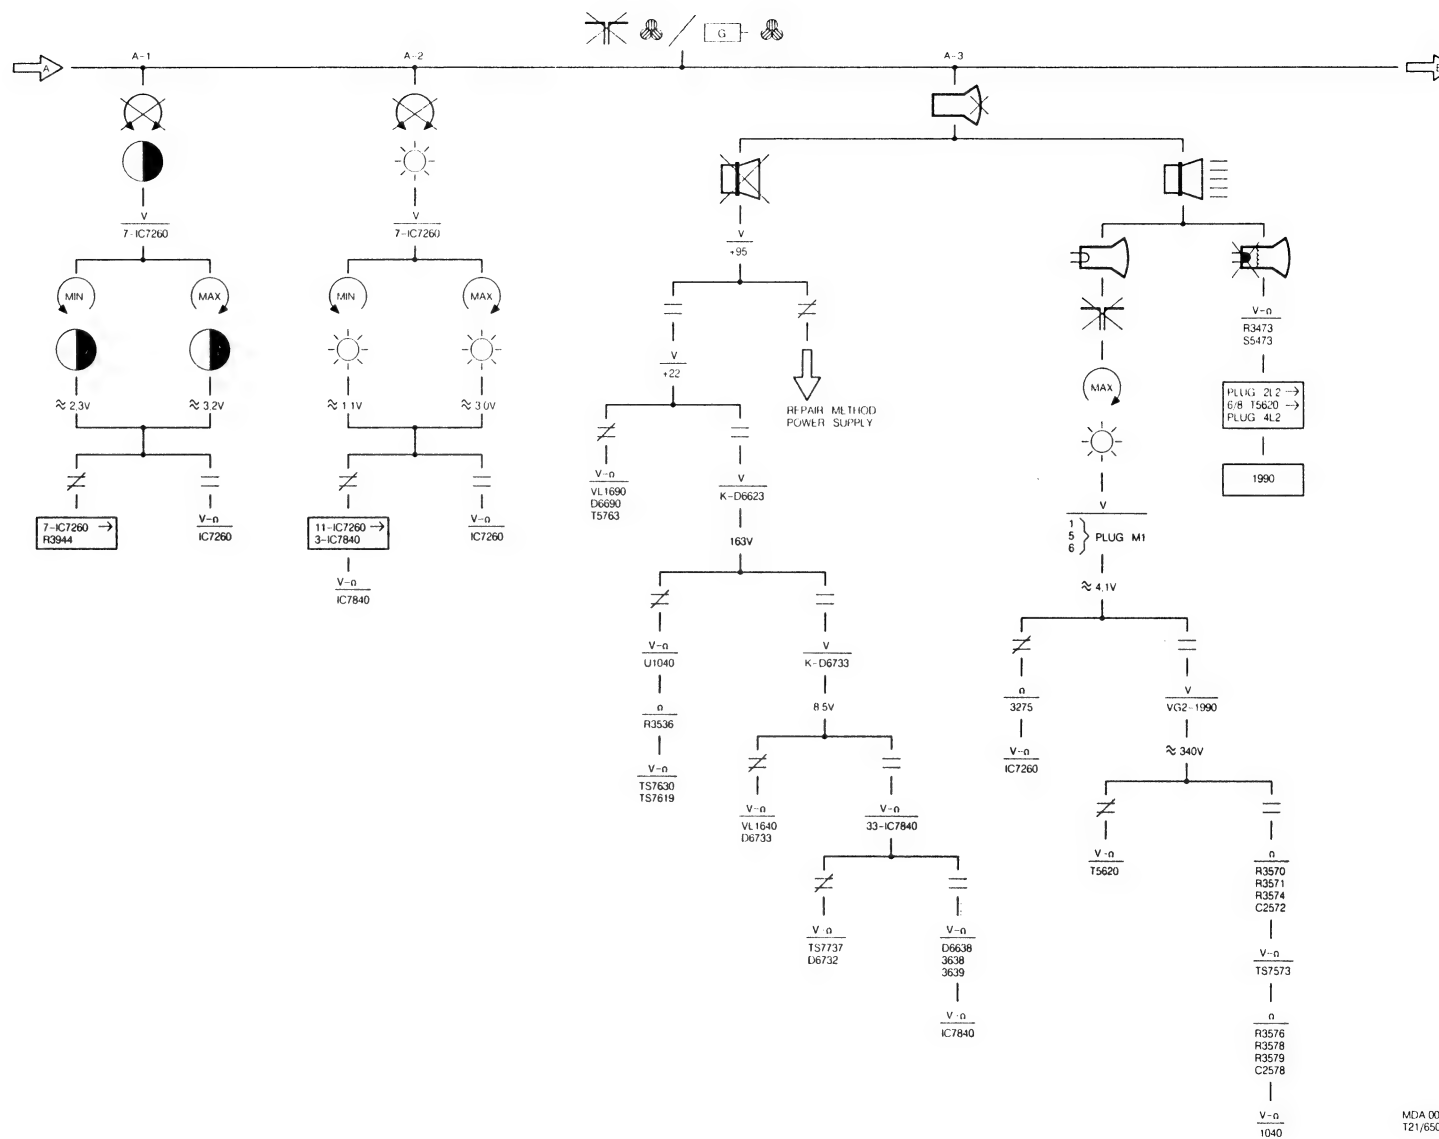 G
A-1
A-2
A-3
A
V
7-IC7260
MIN
MAX
≈ 2,3V
≈ 3,2V
7-IC7260 →
R3944
V-Ω
IC7260
V
7-IC7260
MIN
MAX
≈ 1,1V
≈ 3,0V
11-IC7260 →
3-IC7840
V-Ω
IC7840
V-Ω
IC7260
V
+95
V
+22
REPAIR METHOD
POWER SUPPLY
V-Ω
VL1690
D6690
T5763
V
K-D6623
163V
V-Ω
U1040
Ω
R3536
V-Ω
TS7630
TS7619
V
K-D6733
8.5V
V-Ω
VL1640
D6733
V-Ω
33-IC7840
V-Ω
TS7737
D6732
V-Ω
D6638
3638
3639
V-Ω
IC7840
MAX
V
1
5
6
PLUG M1
≈ 4,1V
Ω
3275
V-Ω
IC7260
V
VG2-1990
≈ 340V
V-Ω
T5620
Ω
R3570
R3571
R3574
C2572
V-Ω
TS7573
Ω
R3576
R3578
R3579
C2578
V-Ω
1040
V-Ω
R3473
S5473
PLUG 2L2 →
6/8 T5620 →
PLUG 4L2
1990
MDA 00
T21/650